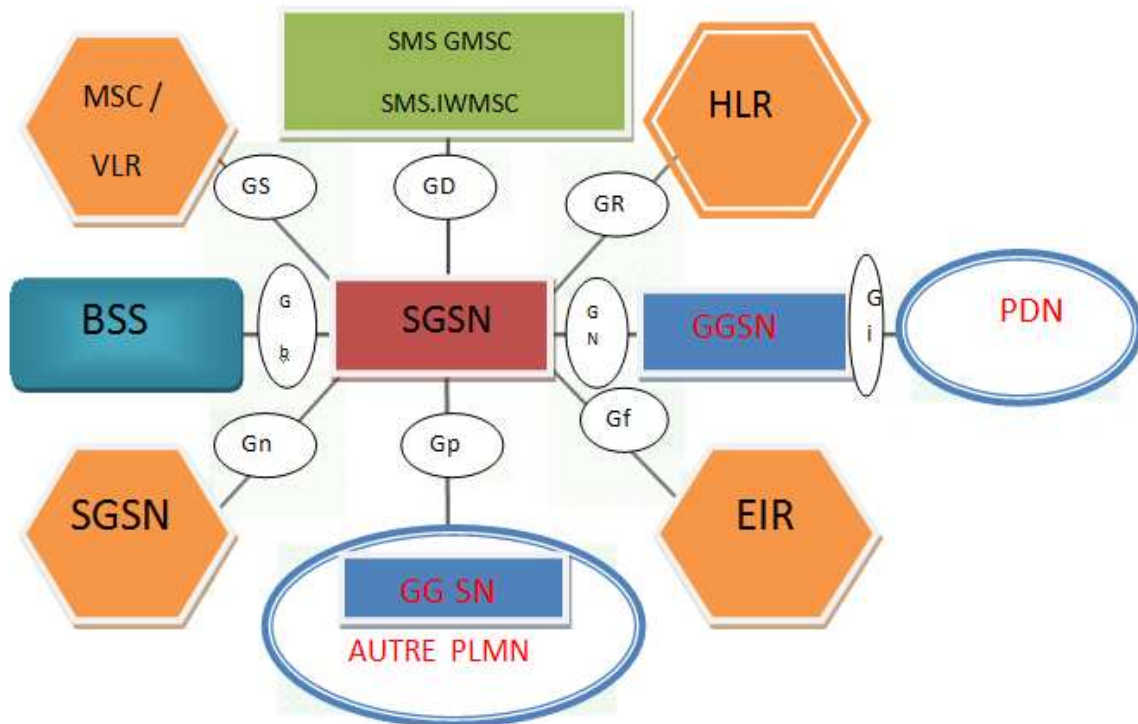 SMS GMSC
SMS.IWMSC
MSC /
VLR
HLR
GS
GD
GR
BSS
G
b
SGSN
G
N
GGSN
G
i
PDN
Gn
Gp
Gf
SGSN
EIR
GG SN
AUTRE PLMN